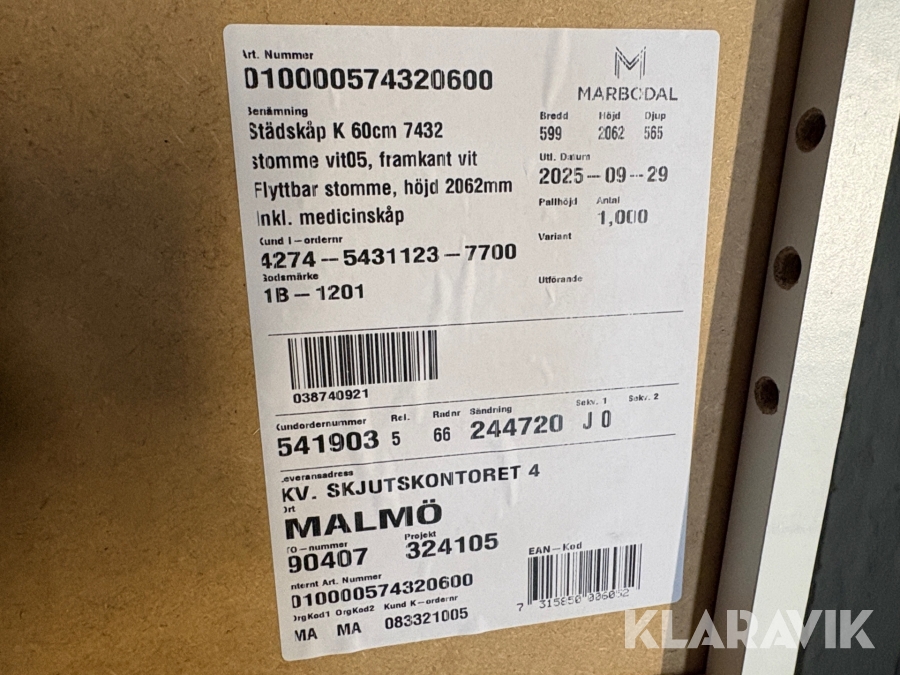 Art. Nummer
010000574320600
MARBODAL
Benämning
Städskåp K 60cm 7432
stomme vit05, framkant vit
Flyttbar stomme, höjd 2062mm
Inkl. medicinskåp
Bredd Höjd Djup
599 2062 565
Utl. Datum
2025-09-29
Pallhöjd Antal
1,000
Variant
Kund I-ordernr
4274-5431123-7700
Godsmärke
1B-1201
Utförande
038740921
Kundordernummer Rel. Radnr Sändning Sekv. 1 Sekv. 2
541903 5 66 244720 J 0
Leveransadress
KV. SKJUTSKONTORET 4
Ort
MALMÖ
TO-nummer Projekt
90407 324105
Internt Art. Nummer
010000574320600
OrgKod1 OrgKod2 Kund K-ordernr
MA MA 083321005
EAN-Kod
7 315850 006052
KLARAVIK